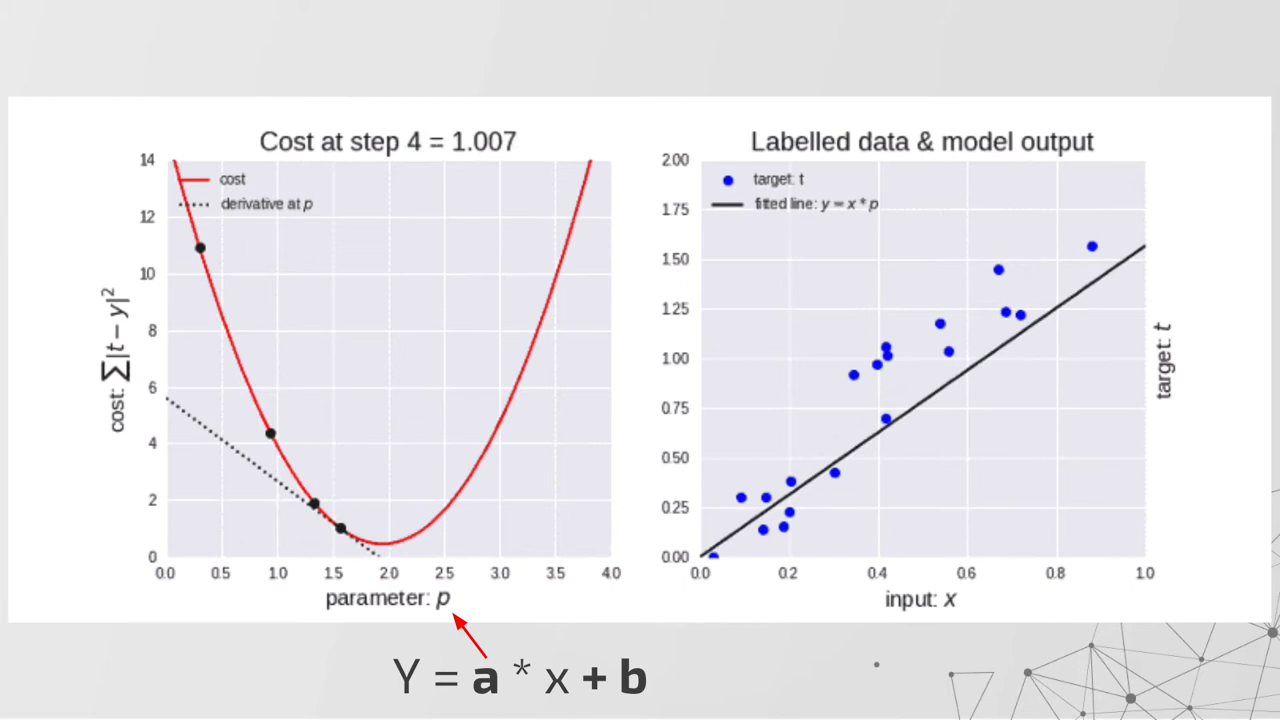 Cost at step 4 = 1.007
cost
derivative at p
14
12
10
8
6
4
2
0
cost: ∑|t − y|²
0.0 0.5 1.0 1.5 2.0 2.5 3.0 3.5 4.0
parameter: p
Labelled data & model output
target: t
fitted line: y = x * p
2.00
1.75
1.50
1.25
1.00
0.75
0.50
0.25
0.00
target: t
0.0 0.2 0.4 0.6 0.8 1.0
input: x
Y = a * x + b